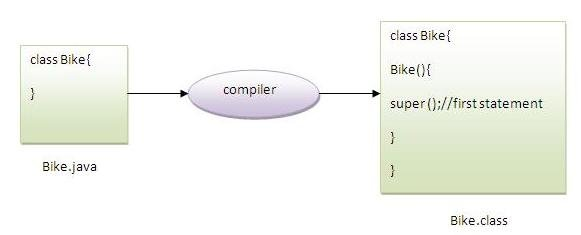 class Bike{
}
Bike.java
compiler
class Bike{
Bike(){
super();//first statement
}
}
Bike.class